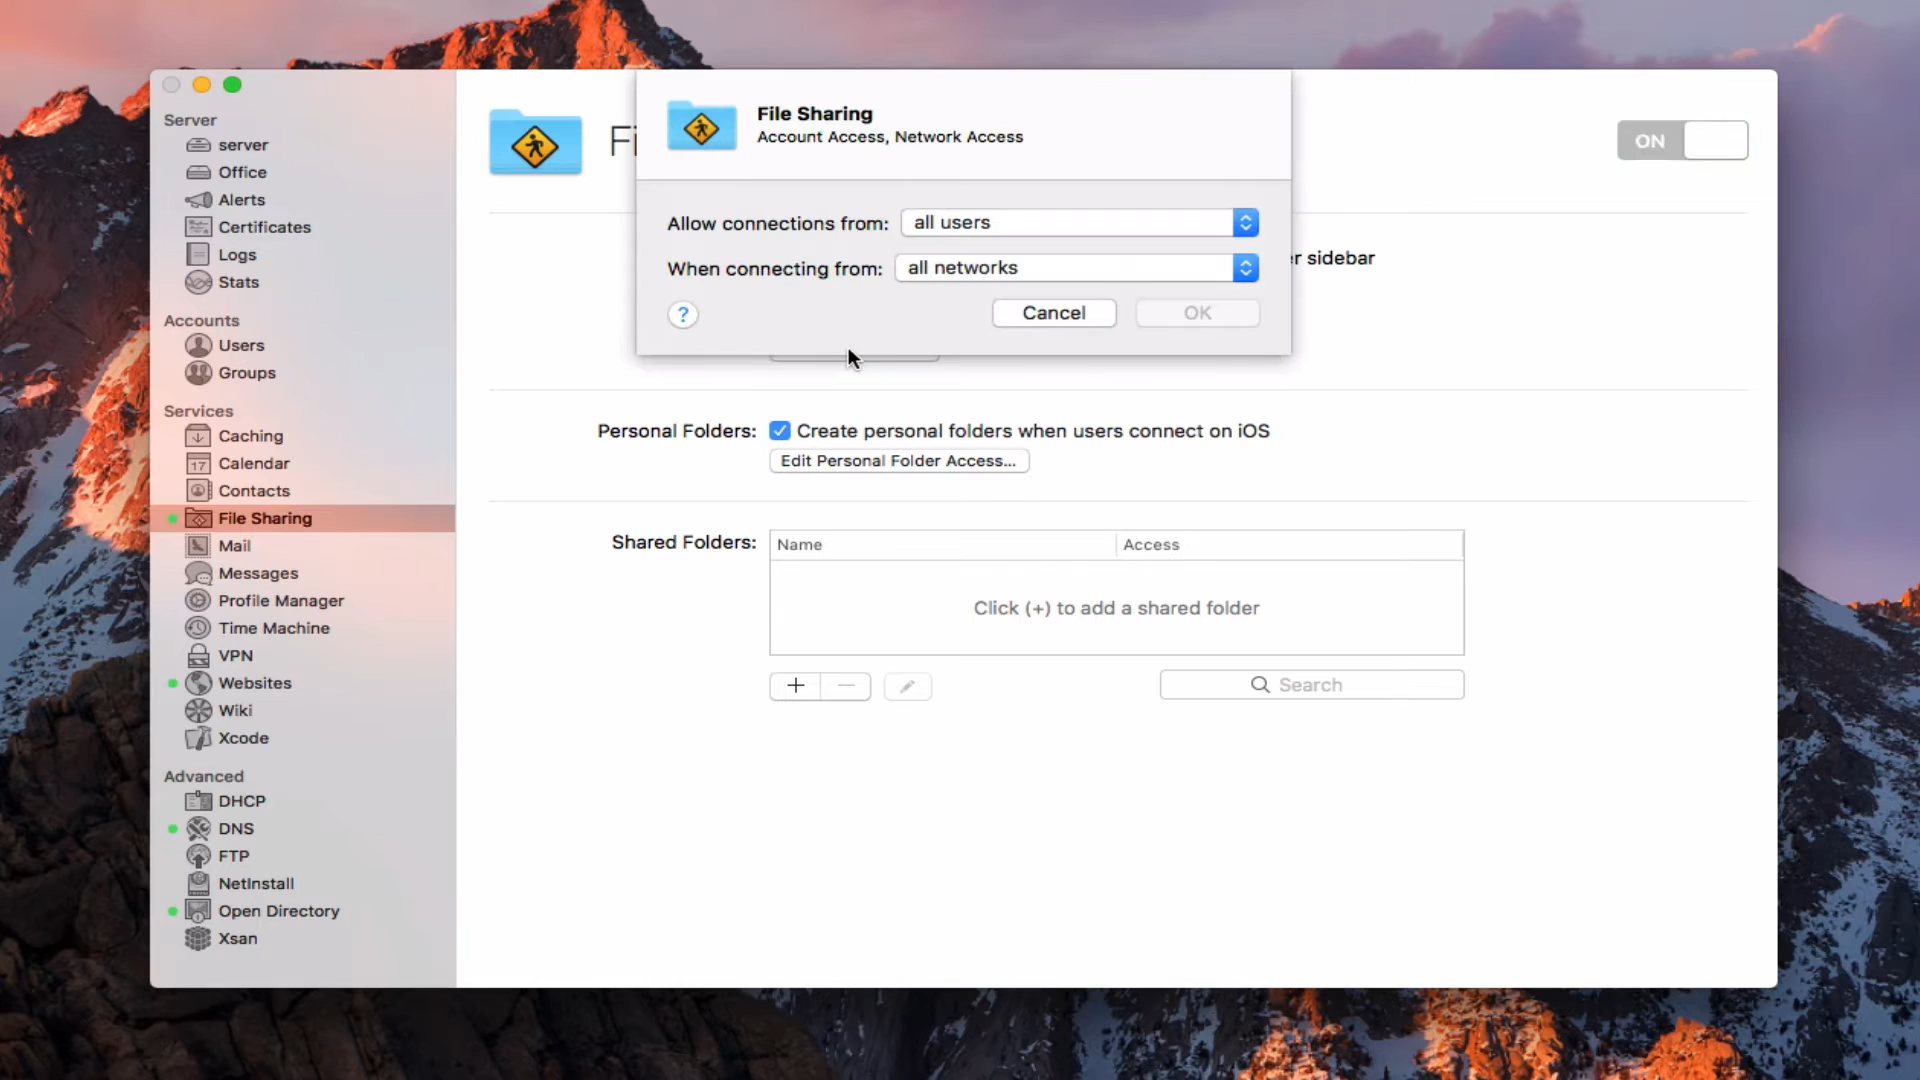 Server
server
Office
Alerts
Certificates
Logs
Stats
Accounts
Users
Groups
Services
Caching
17 Calendar
Contacts
File Sharing
Mail
Messages
Profile Manager
Time Machine
VPN
Websites
Wiki
Xcode
Advanced
DHCP
DNS
FTP
NetInstall
Open Directory
Xsan
Fi
ON
File Sharing
Account Access, Network Access
Allow connections from: all users
When connecting from: all networks
? Cancel OK
r sidebar
Personal Folders: Create personal folders when users connect on iOS
Edit Personal Folder Access...
Shared Folders: Name Access
Click (+) to add a shared folder
+ − Search